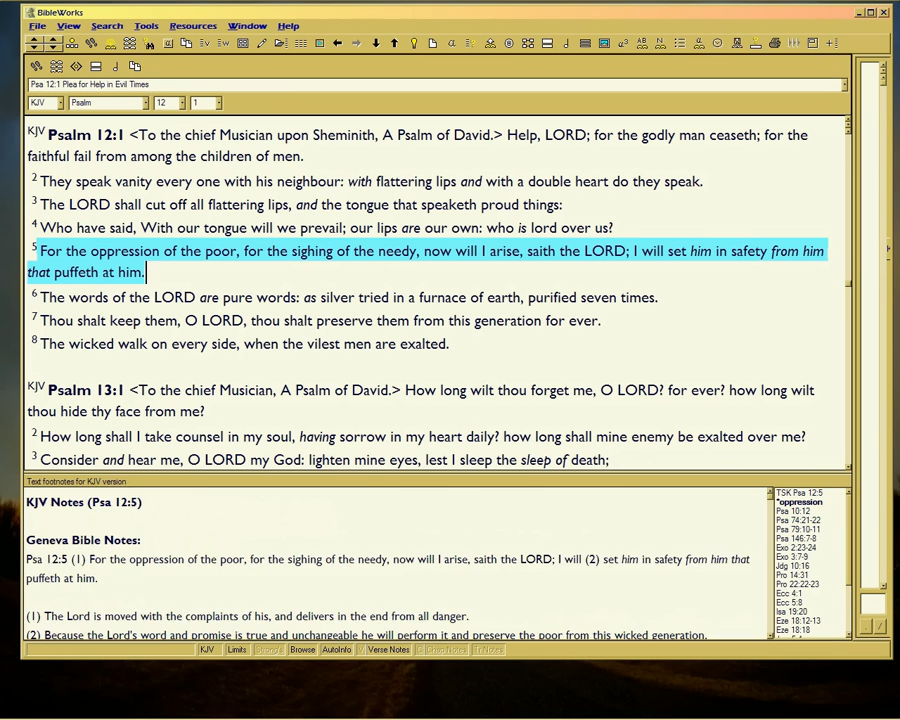 BibleWorks
File View Search Tools Resources Window Help
Psa 12:1 Plea for Help in Evil Times
KJV Psalm 12 1
KJV Psalm 12:1 <To the chief Musician upon Sheminith, A Psalm of David.> Help, LORD; for the godly man ceaseth; for the
faithful fail from among the children of men.
2 They speak vanity every one with his neighbour: with flattering lips and with a double heart do they speak.
3 The LORD shall cut off all flattering lips, and the tongue that speaketh proud things:
4 Who have said, With our tongue will we prevail; our lips are our own: who is lord over us?
5 For the oppression of the poor, for the sighing of the needy, now will I arise, saith the LORD; I will set him in safety from him
that puffeth at him.
6 The words of the LORD are pure words: as silver tried in a furnace of earth, purified seven times.
7 Thou shalt keep them, O LORD, thou shalt preserve them from this generation for ever.
8 The wicked walk on every side, when the vilest men are exalted.
KJV Psalm 13:1 <To the chief Musician, A Psalm of David.> How long wilt thou forget me, O LORD? for ever? how long wilt
thou hide thy face from me?
2 How long shall I take counsel in my soul, having sorrow in my heart daily? how long shall mine enemy be exalted over me?
3 Consider and hear me, O LORD my God: lighten mine eyes, lest I sleep the sleep of death;
Text footnotes for KJV version
KJV Notes (Psa 12:5)
Geneva Bible Notes:
Psa 12:5 (1) For the oppression of the poor, for the sighing of the needy, now will I arise, saith the LORD; I will (2) set him in safety from him that
puffeth at him.
(1) The Lord is moved with the complaints of his, and delivers in the end from all danger.
(2) Because the Lord's word and promise is true and unchangeable he will perform it and preserve the poor from this wicked generation.
TSK Psa 12:5
*oppression
Psa 10:12
Psa 74:21-22
Psa 79:10-11
Psa 146:7-8
Exo 2:23-24
Exo 3:7-9
Jdg 10:16
Pro 14:31
Pro 22:22-23
Ecc 4:1
Ecc 5:8
Isa 19:20
Eze 18:12-13
Eze 18:18
KJV Limits Strong's Browse AutoInfo Verse Notes Chap Notes